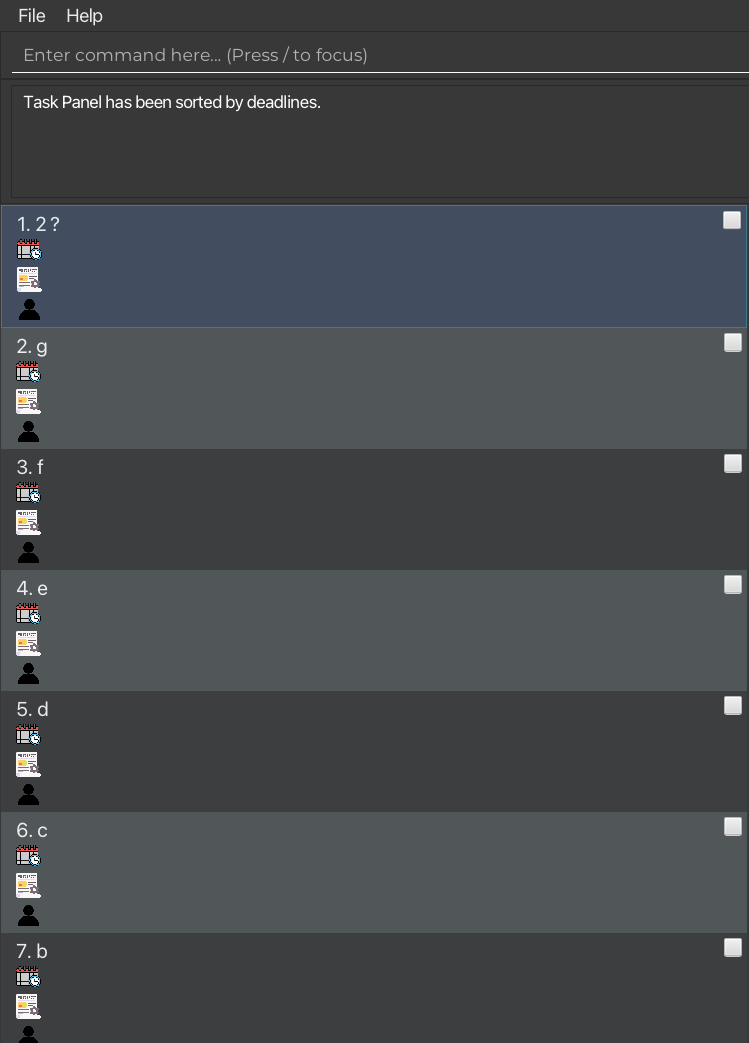 File Help
Enter command here... (Press / to focus)
Task Panel has been sorted by deadlines.
1. 2 ?
2. g
3. f
4. e
5. d
6. c
7. b